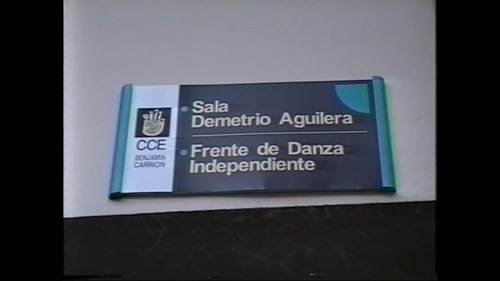 CCE
BENJAMIN
CARRION
Sala
Demetrio Aguilera
Frente de Danza
Independiente